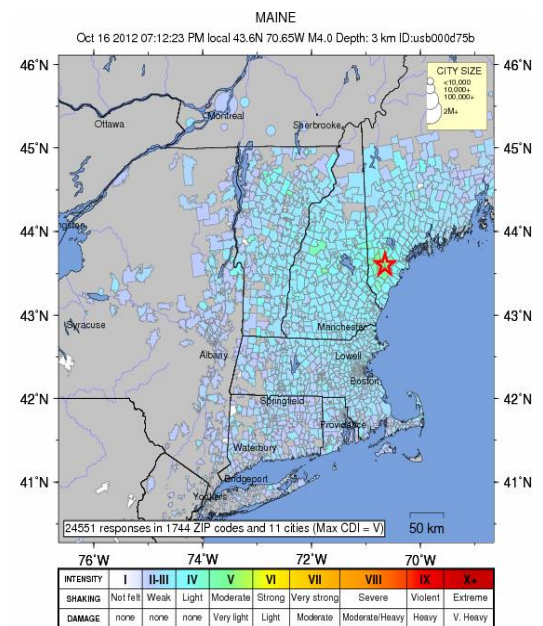 MAINE
Oct 16 2012 07:12:23 PM local 43.6N 70.65W M4.0 Depth: 3 km ID:usb000d75b
46°N 46°N
CITY SIZE
<10,000
10,000+
100,000+
2M+
Ottawa
Montreal
Sherbrooke
45°N 45°N
44°N 44°N
43°N 43°N
Syracuse
Manchester
Albany
Lowell
Boston
42°N 42°N
Springfield
Providence
Waterbury
41°N 41°N
Bridgeport
Yonkers
24551 responses in 1744 ZIP codes and 11 cities (Max CDI = V)
50 km
76°W 74°W 72°W 70°W
INTENSITY I II-III IV V VI VII VIII IX X+
SHAKING Not felt Weak Light Moderate Strong Very strong Severe Violent Extreme
DAMAGE none none none Very light Light Moderate Moderate/Heavy Heavy V. Heavy